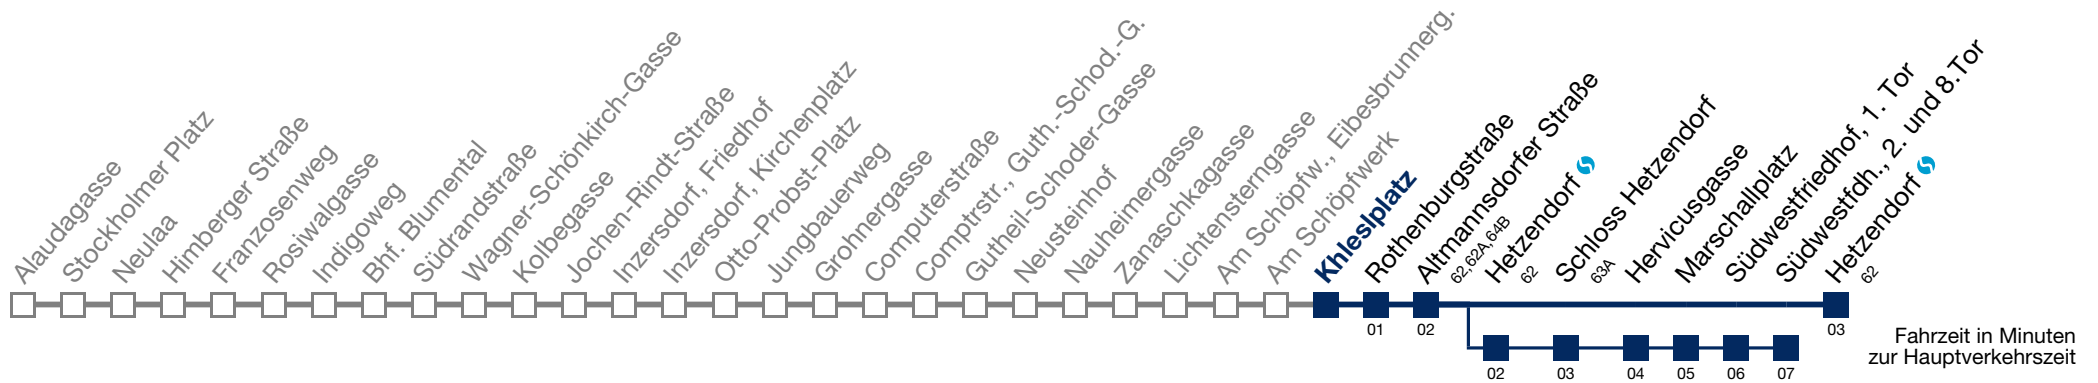 Alaudagasse
Stockholmer Platz
Neulaa
Himberger Straße
Franzosenweg
Rosiwalgasse
Indigoweg
Bhf. Blumental
Südrandstraße
Wagner-Schönkirch-Gasse
Kolbegasse
Jochen-Rindt-Straße
Inzersdorf, Friedhof
Inzersdorf, Kirchenplatz
Otto-Probst-Platz
Jungbauerweg
Grohnergasse
Computerstraße
Comptrstr., Guth.-Schod.-G.
Gutheil-Schoder-Gasse
Neusteinhof
Nauheimergasse
Zanaschkagasse
Lichtensterngasse
Am Schöpfw., Eibesbrunnerg.
Am Schöpfwerk
Khleslplatz
Rothenburgstraße
Altmannsdorfer Straße
62, 62A, 64B
Hetzendorf
62
Schloss Hetzendorf
63A
Hervicusgasse
Marschallplatz
Südwestfriedhof, 1. Tor
Südwestfdh., 2. und 8.Tor
Hetzendorf
62
01
02
03
02
03
04
05
06
07
Fahrzeit in Minuten
zur Hauptverkehrszeit